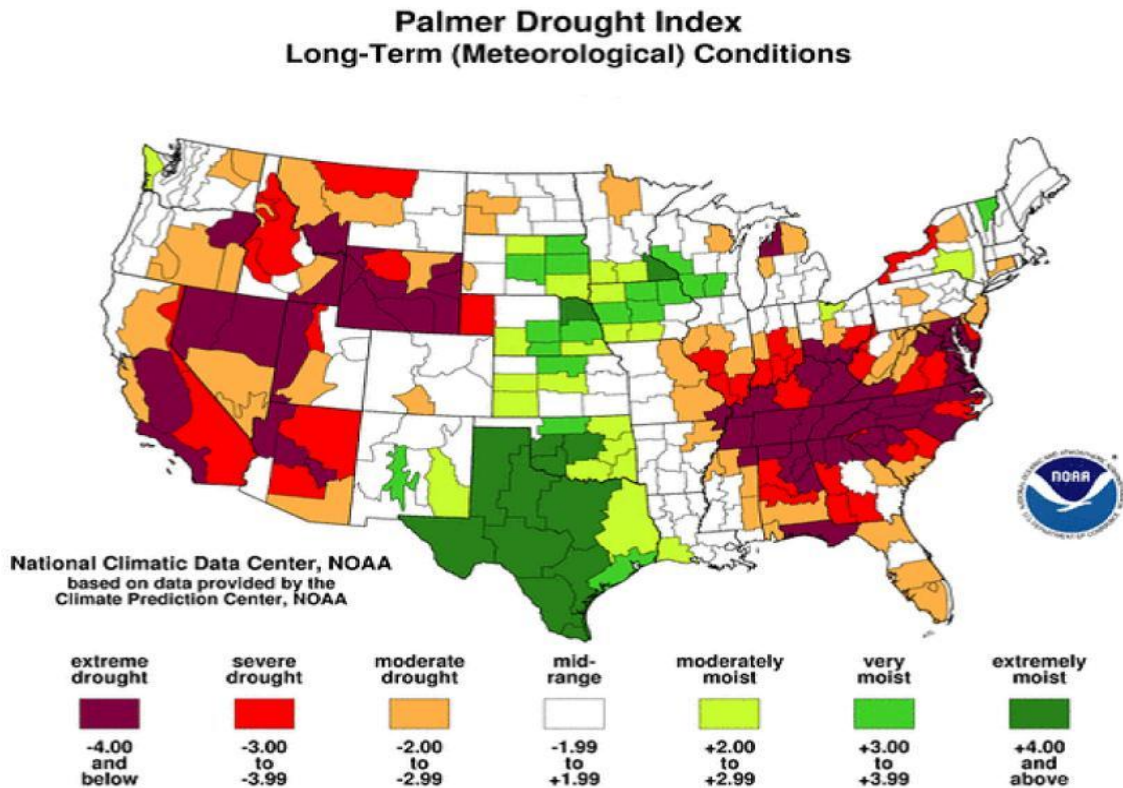 Palmer Drought Index
Long-Term (Meteorological) Conditions
NOAA
National Climatic Data Center, NOAA
based on data provided by the
Climate Prediction Center, NOAA
extreme drought
severe drought
moderate drought
mid-range
moderately moist
very moist
extremely moist
-4.00 and below
-3.00 to -3.99
-2.00 to -2.99
-1.99 to +1.99
+2.00 to +2.99
+3.00 to +3.99
+4.00 and above